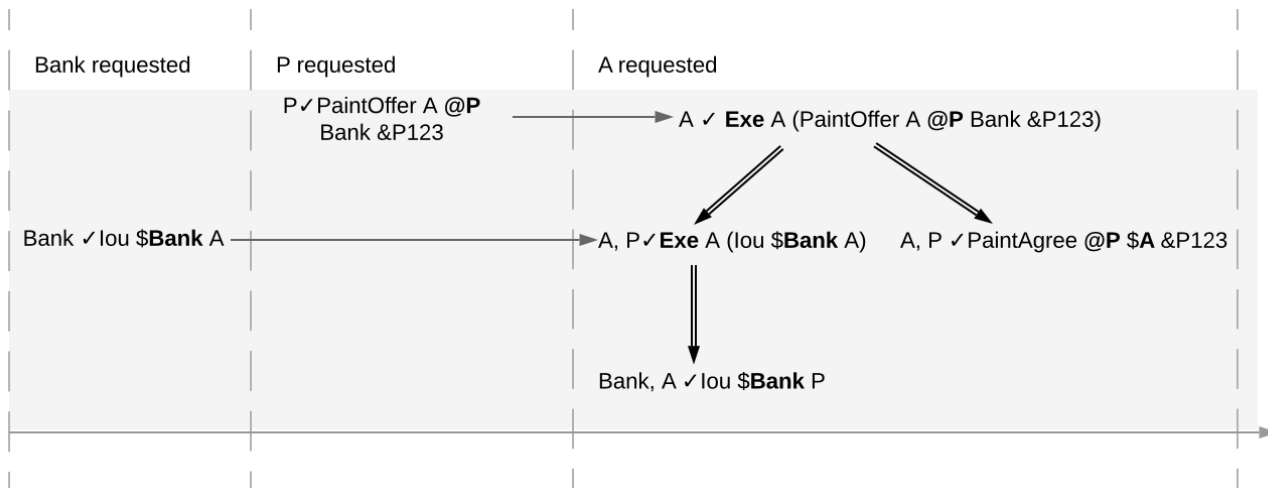 Bank requested
P requested
A requested
P✓PaintOffer A @P
Bank &P123
A ✓ Exe A (PaintOffer A @P Bank &P123)
Bank ✓Iou $Bank A
A, P✓Exe A (Iou $Bank A)
A, P ✓PaintAgree @P $A &P123
Bank, A ✓Iou $Bank P